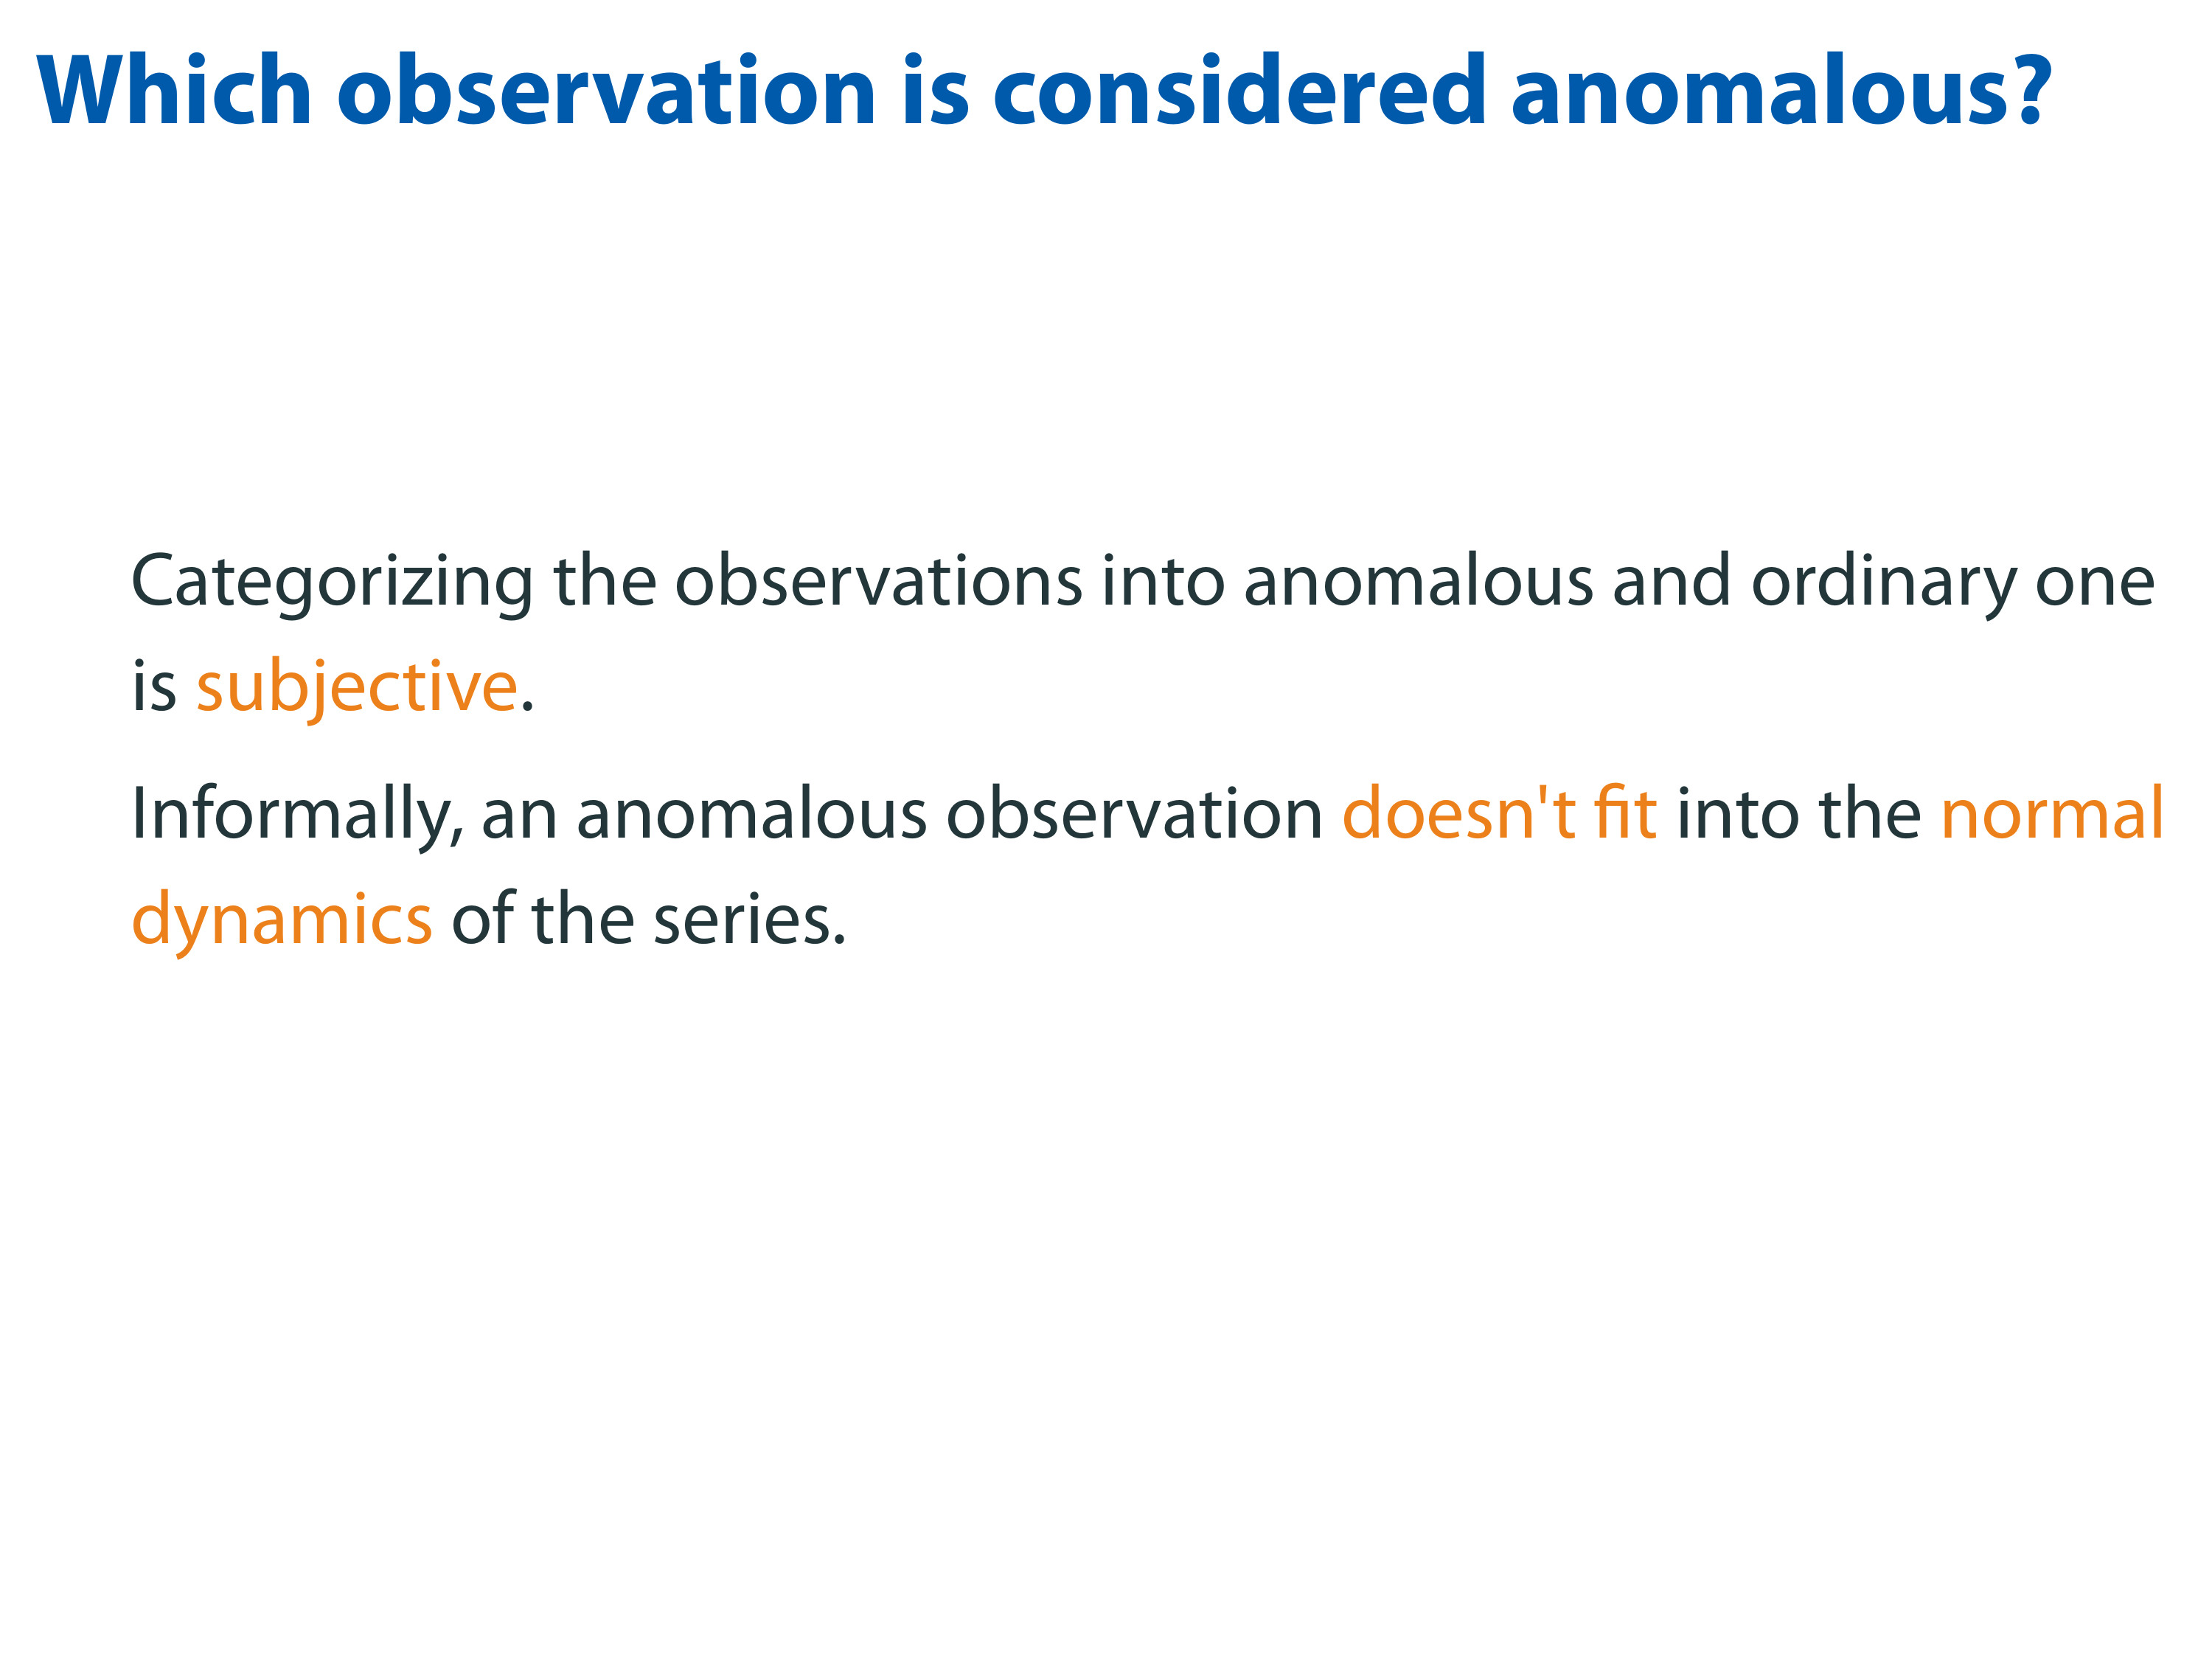 Which observation is considered anomalous?
Categorizing the observations into anomalous and ordinary one
is subjective.
Informally, an anomalous observation doesn't fit into the normal
dynamics of the series.